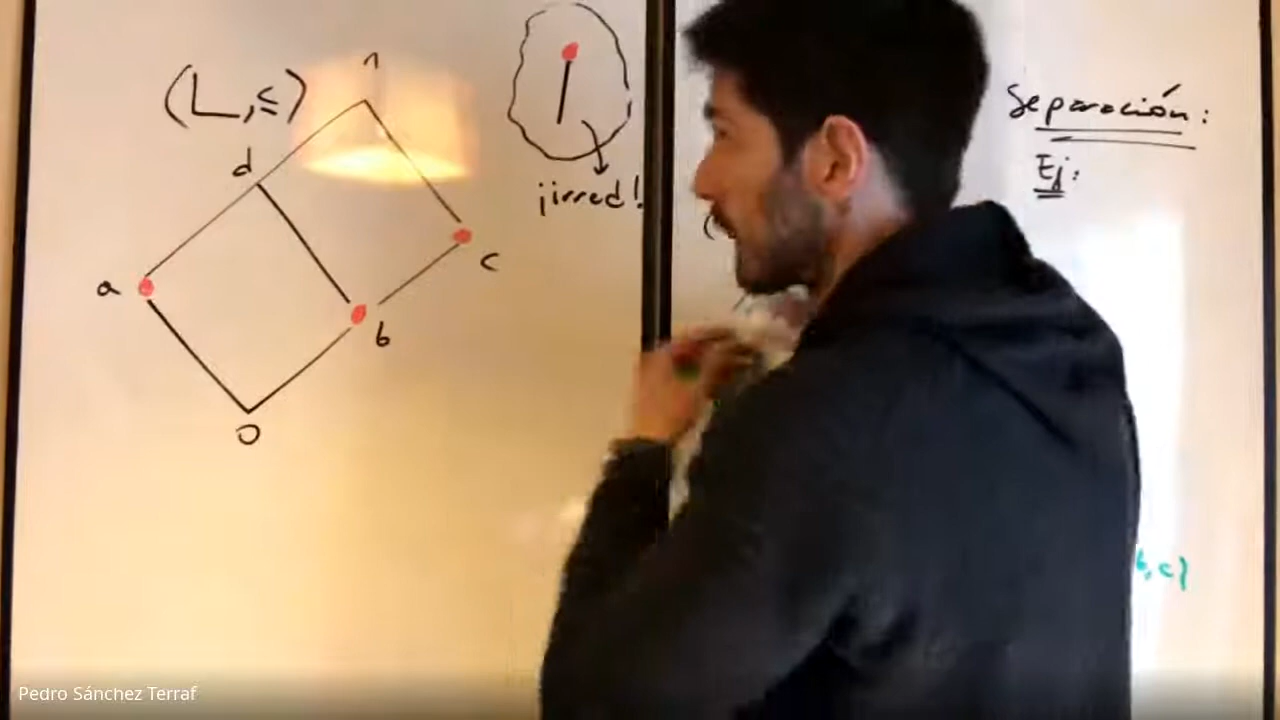 (L,≤)
1
d
a
c
b
0
¡irred!
Separación:
Ej:
b, c}
Pedro Sánchez Terraf